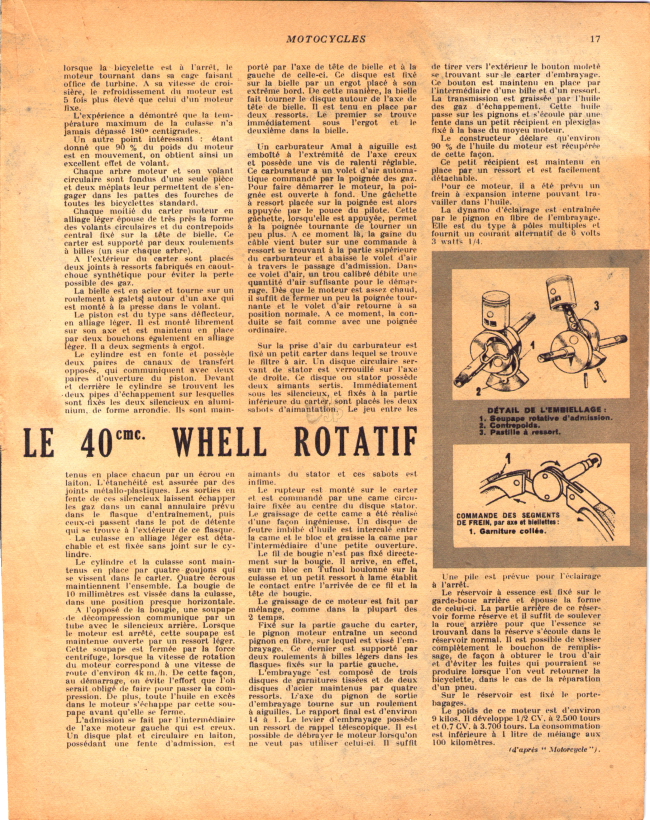 MOTOCYCLES 17
LE 40cmc. WHELL ROTATIF
lorsque la bicyclette est à l'arrêt, le
moteur tournant dans sa cage faisant
office de turbine. A sa vitesse de croi-
sière, le refroidissement du moteur est
5 fois plus élevé que celui d'un moteur
fixe.
L'expérience a démontré que la tem-
pérature maximum de la culasse n'a
jamais dépassé 180° centigrades.
Un autre point intéressant : étant
donné que 90 % du poids du moteur
est en mouvement, on obtient ainsi un
excellent effet de volant.
Chaque arbre moteur et son volant
circulaire sont fondus d'une seule pièce
et deux méplats leur permettent de s'en-
gager dans les pattes des fourches de
toutes les bicyclettes standard.
Chaque moitié du carter moteur en
alliage léger épouse de très près la forme
des volants circulaires et du contrepoids
central fixé sur la tête de bielle. Ce
carter est supporté par deux roulements
à billes (un sur chaque arbre).
A l'extérieur du carter sont placés
deux joints à ressorts fabriqués en caout-
chouc synthétique pour éviter la perte
possible des gaz.
La bielle est en acier et tourne sur un
roulement à galets autour d'un axe qui
est monté à la presse dans le volant.
Le piston est du type sans déflecteur,
en alliage léger. Il est monté librement
sur son axe et est maintenu en place
par deux bouchons également en alliage
léger. Il a deux segments à ergot.
Le cylindre est en fonte et possède
deux paires de canaux de transfert
opposés, qui communiquent avec deux
paires d'ouverture du piston. Devant
et derrière le cylindre se trouvent les
deux pipes d'échappement sur lesquelles
sont fixés les deux silencieux en alumi-
nium, de forme arrondie. Ils sont main-
tenus en place chacun par un écrou en
laiton. L'étanchéité est assurée par des
joints métallo-plastiques. Les sorties en
fente de ces silencieux laissent échapper
les gaz dans un canal annulaire prévu
dans le flasque d'entraînement, puis
ceux-ci passent dans le pot de détente
qui se trouve à l'extérieur de ce flasque.
La culasse en alliage léger est déta-
chable et est fixée sans joint sur le cy-
lindre.
Le cylindre et la culasse sont main-
tenus en place par quatre goujons qui
se vissent dans le carter. Quatre écrous
maintiennent l'ensemble. La bougie de
10 millimètres est vissée dans la culasse,
dans une position presque horizontale.
A l'opposé de la bougie, une soupape
de décompression communique par un
tube avec le silencieux arrière. Lorsque
le moteur est arrêté, cette soupape est
maintenue ouverte par un ressort léger.
Cette soupape est fermée par la force
centrifuge, lorsque la vitesse de rotation
du moteur correspond à une vitesse de
route d'environ 4k m./h. De cette façon,
au démarrage, on évite l'effort que l'on
serait obligé de faire pour passer la com-
pression. De plus, toute l'huile en excès
dans le moteur s'échappe par cette sou-
pape avant qu'elle se ferme.
L'admission se fait par l'intermédiaire
de l'axe moteur gauche qui est creux.
Un disque plat et circulaire en laiton,
possédant une fente d'admission, est
porté par l'axe de tête de bielle et à la
gauche de celle-ci. Ce disque est fixé
sur la bielle par un ergot placé à son
extrême bord. De cette manière, la bielle
fait tourner le disque autour de l'axe de
tête de bielle. Il est tenu en place par
deux ressorts. Le premier se trouve
immédiatement sous l'ergot et le
deuxième dans la bielle.
Un carburateur Amal à aiguille est
emboîté à l'extrémité de l'axe creux
et possède une vis de ralenti réglable.
Ce carburateur a un volet d'air automa-
tique commandé par la poignée des gaz.
Pour faire démarrer le moteur, la poi-
gnée est ouverte à fond. Une gâchette
à ressort placée sur la poignée est alors
appuyée par le pouce du pilote. Cette
gâchette, lorsqu'elle est appuyée, permet
à la poignée tournante de tourner un
peu plus. A ce moment là, la gaine du
câble vient buter sur une commande à
ressort se trouvant à la partie supérieure
du carburateur et abaisse le volet d'air
à travers le passage d'admission. Dan-
ce volet d'air, un trou calibré débite une
quantité d'air suffisante pour le démar-
rage. Dès que le moteur est assez chaud,
il suffit de fermer un peu la poignée tour-
nante et le volet d'air retourne à sa
position normale. A ce moment, la con-
duite se fait comme avec une poignée
ordinaire.
Sur la prise d'air du carburateur est
fixé un petit carter dans lequel se trouve
le filtre à air. Un disque circulaire ser-
vant de stator est verrouillé sur l'axe
de droite. Ce disque ou stator possède
deux aimants sertis. Immédiatement
sous les silencieux, et fixés à la partie
inférieure du carter, sont placés les deux
sabots d'aimantation. Le jeu entre les
aimants du stator et ces sabots est
infime.
Le rupteur est monté sur le carter
et est commandé par une came circu-
laire fixée au centre du disque stator.
Le graissage de cette came a été réalisé
d'une façon ingénieuse. Un disque de
feutre imbibé d'huile est intercalé entre
la came et le bloc et graisse la came par
l'intermédiaire d'une petite ouverture.
Le fil de bougie n'est pas fixé directe-
ment sur la bougie. Il arrive, en effet,
sur un bloc en Tufnol boulonné sur la
culasse et un petit ressort à lame établit
le contact entre l'arrivée de ce fil et la
tête de bougie.
Le graissage de ce moteur est fait par
mélange, comme dans la plupart des
2 temps.
Fixé sur la partie gauche du carter,
le pignon moteur entraîne un second
pignon en fibre, sur lequel est vissé l'em-
brayage. Ce dernier est supporté par
deux roulements à billes légers dans les
flasques fixés sur la partie gauche.
L'embrayage est composé de trois
disques de garnitures tissées et de deux
disques d'acier maintenus par quatre
ressorts. L'axe du pignon de sortie
d'embrayage tourne sur un roulement
à aiguilles. Le rapport final est d'environ
14 à 1. Le levier d'embrayage possède
un ressort de rappel télescopique. Il est
possible de débrayer le moteur lorsqu'on
ne veut pas utiliser celui-ci. Il suffit
de tirer vers l'extérieur le bouton moleté
se trouvant sur le carter d'embrayage.
Ce bouton est maintenu en place par
l'intermédiaire d'une bille et d'un ressort.
La transmission est graissée par l'huile
des gaz d'échappement. Cette huile
passe sur les pignons et s'écoule par une
fente dans un petit récipient en plexiglas
fixé à la base du moyeu moteur.
Le constructeur déclare qu'environ
90 % de l'huile du moteur est récupérée
de cette façon.
Ce petit récipient est maintenu en
place par un ressort et est facilement
détachable.
Pour ce moteur, il a été prévu un
frein à expansion interne pouvant tra-
vailler dans l'huile.
La dynamo d'éclairage est entraînée
par le pignon en fibre de l'embrayage.
Elle est du type à pôles multiples et
fournit un courant alternatif de 6 volts
3 watts 1/4.
3
1
2
DÉTAIL DE L'EMBIELLAGE :
1. Soupape rotative d'admission.
2. Contrepoids.
3. Pastille à ressort.
1
COMMANDE DES SEGMENTS
DE FREIN, par axe et biellettes :
1. Garniture collée.
Une pile est prévue pour l'éclairage
à l'arrêt.
Le réservoir à essence est fixé sur le
garde-boue arrière et épouse la forme
de celui-ci. La partie arrière de ce réser-
voir forme réserve et il suffit de soulever
la roue arrière pour que l'essence se
trouvant dans la réserve s'écoule dans le
réservoir normal. Il est possible de visser
complètement le bouchon de remplis-
sage, de façon à obturer le trou d'air
et d'éviter les fuites qui pourraient se
produire lorsque l'on veut retourner la
bicyclette, dans le cas de la réparation
d'un pneu.
Sur le réservoir est fixé le porte-
bagages.
Le poids de ce moteur est d'environ
9 kilos. Il développe 1/2 CV. à 2.500 tours
et 0,7 CV. à 3.700 tours. La consommation
est inférieure à 1 litre de mélange aux
100 kilomètres.
(d'après " Motorcycle").